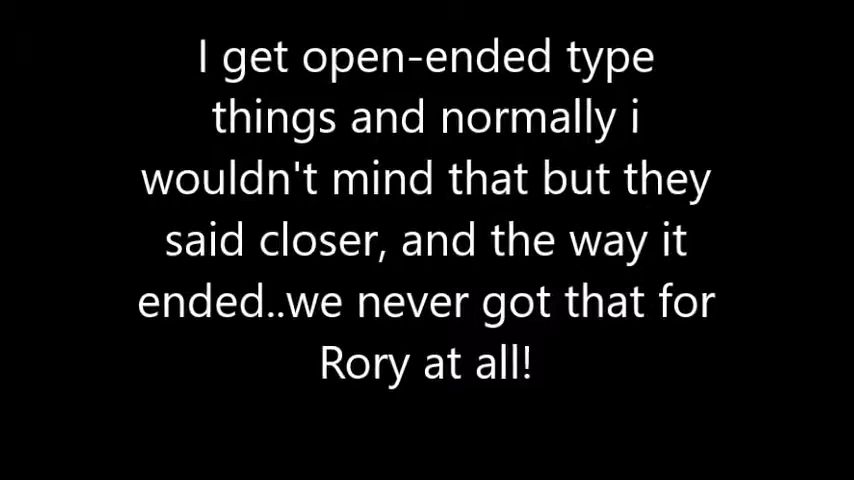 I get open-ended type
things and normally i
wouldn't mind that but they
said closer, and the way it
ended..we never got that for
Rory at all!